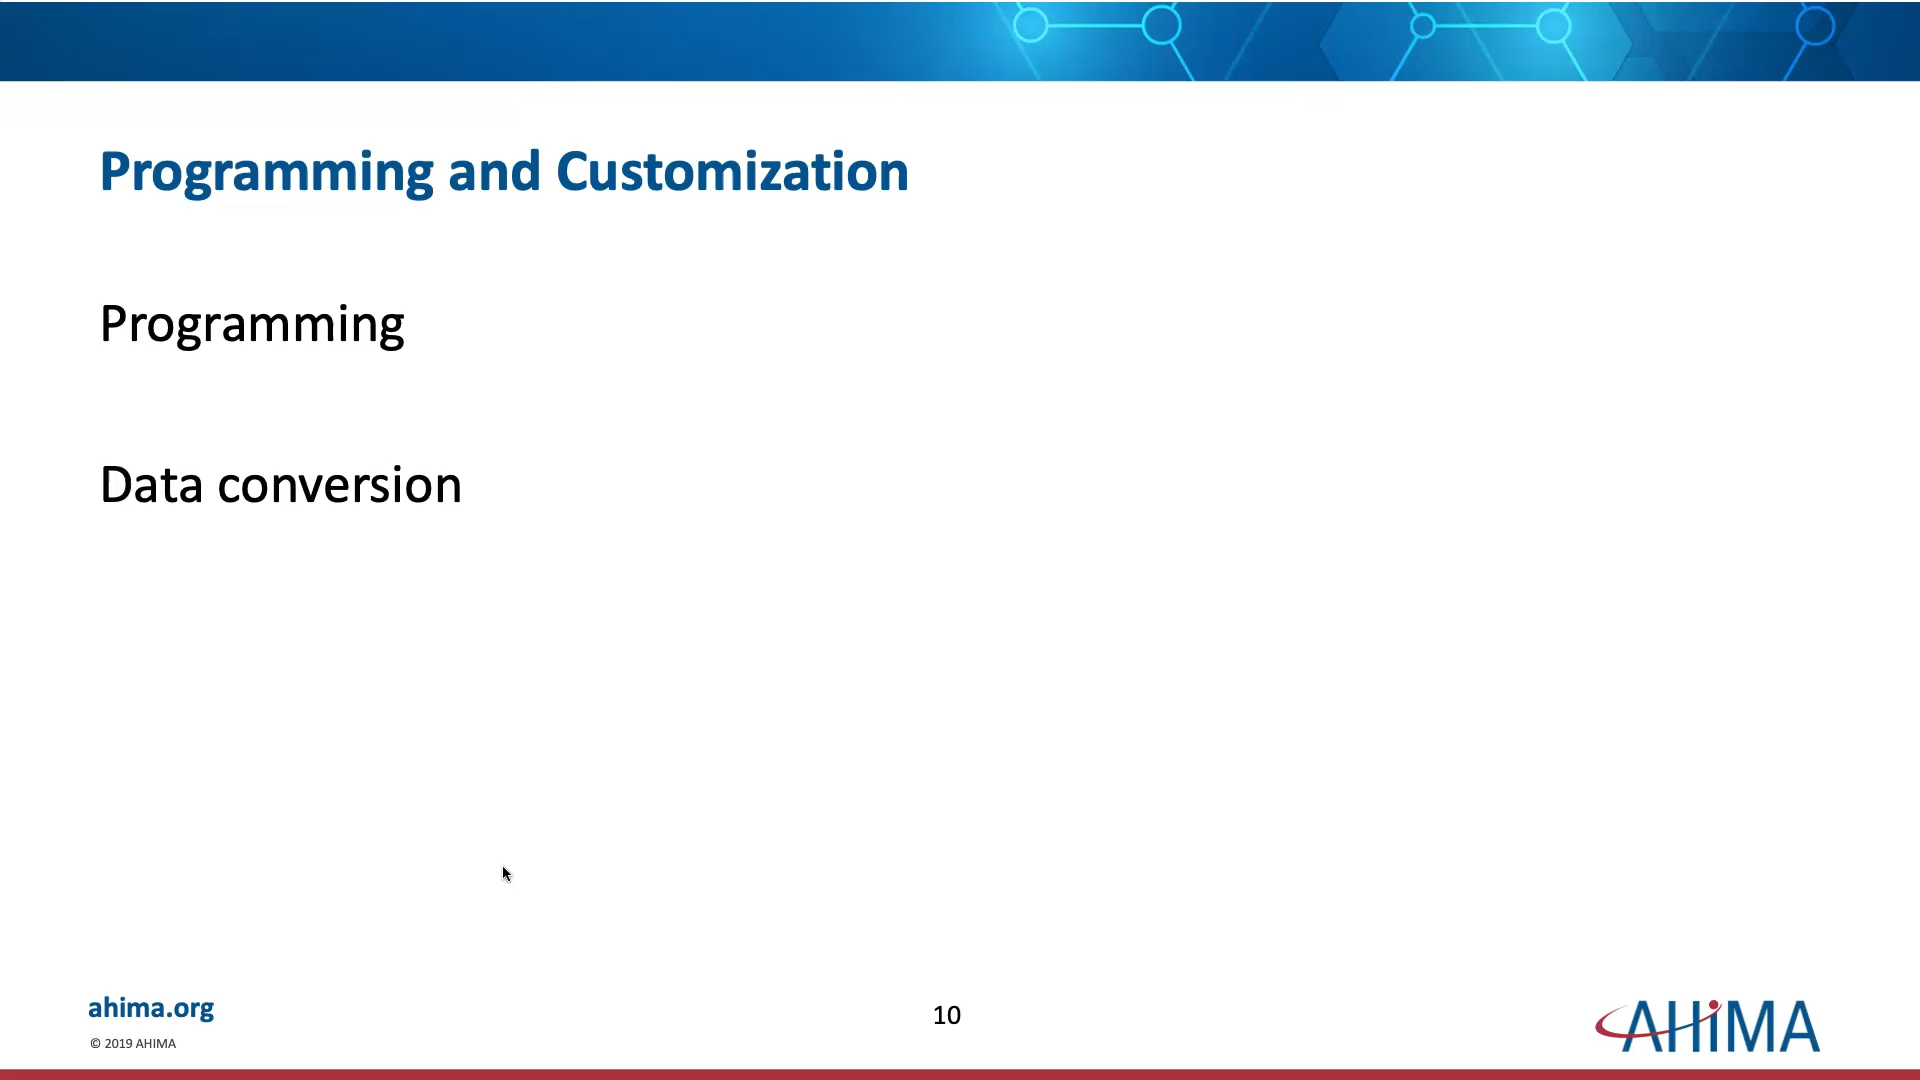 Programming and Customization
Programming
Data conversion
ahima.org
10
AHiMA
© 2019 AHIMA